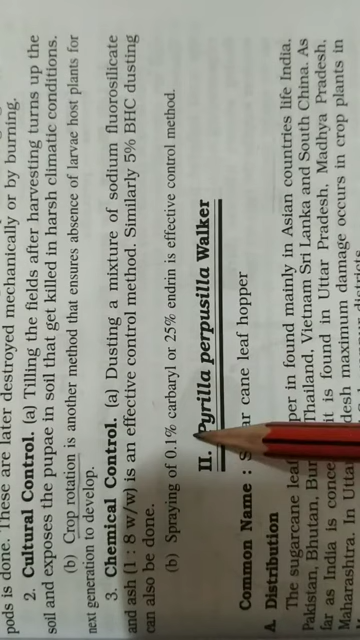 pods is done. These are later destroyed mechanically or by burning.
2. Cultural Control. (a) Tilling the fields after harvesting turns up the
soil and exposes the pupae in soil that get killed in harsh climatic conditions.
(b) Crop rotation is another method that ensures absence of larvae host plants for
next generation to develop.
3. Chemical Control. (a) Dusting a mixture of sodium fluorosilicate
and ash (1 : 8 w/w) is an effective control method. Similarly 5% BHC dusting
can also be done.
(b) Spraying of 0.1% carbaryl or 25% endrin is effective control method.
II. Pyrilla perpusilla Walker
Common Name : S ar cane leaf hopper
A. Distribution
The sugarcane leaf per in found mainly in Asian countries life India,
Pakistan, Bhutan, Bur Thailand, Vietnam Sri Lanka and South China. As
far as India is conce it is found in Uttar Pradesh, Madhya Pradesh,
Maharashtra. In Uttar desh maximum damage occurs in crop plants in
districts